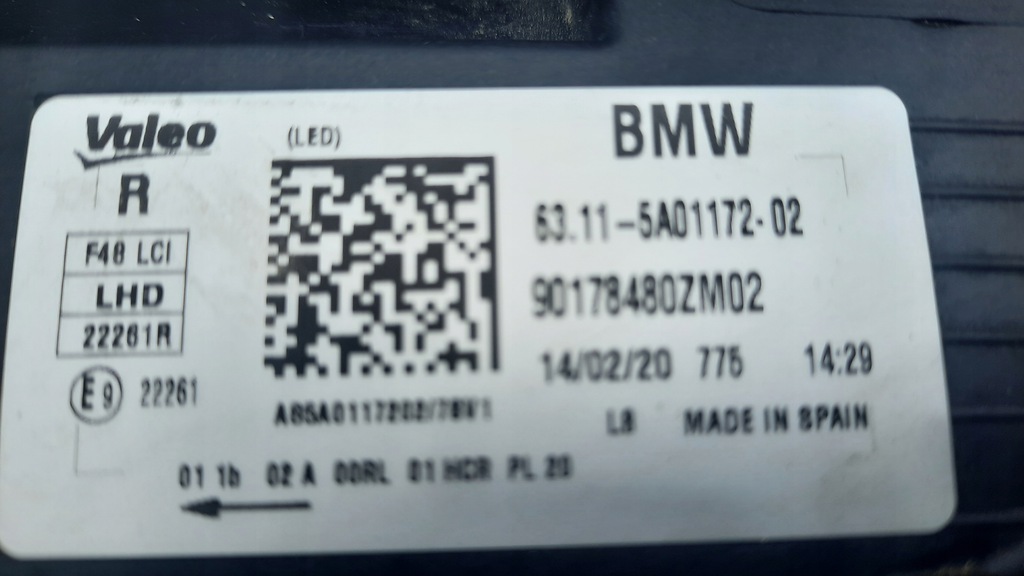 Valeo
R
(LED)
BMW
F48 LCI
LHD
22261R
63.11-5A01172-02
90178480ZM02
14/02/20 775 14:29
E9 22261
L8 MADE IN SPAIN
01 1b 02 A 00RL 01 HCR PL 20